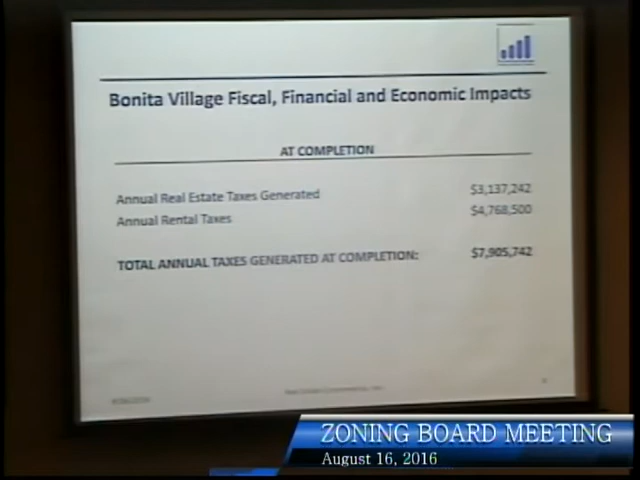 Bonita Village Fiscal, Financial and Economic Impacts
AT COMPLETION
Annual Real Estate Taxes Generated $3,137,242
Annual Rental Taxes $4,768,500
TOTAL ANNUAL TAXES GENERATED AT COMPLETION: $7,905,742
ZONING BOARD MEETING
August 16, 2016